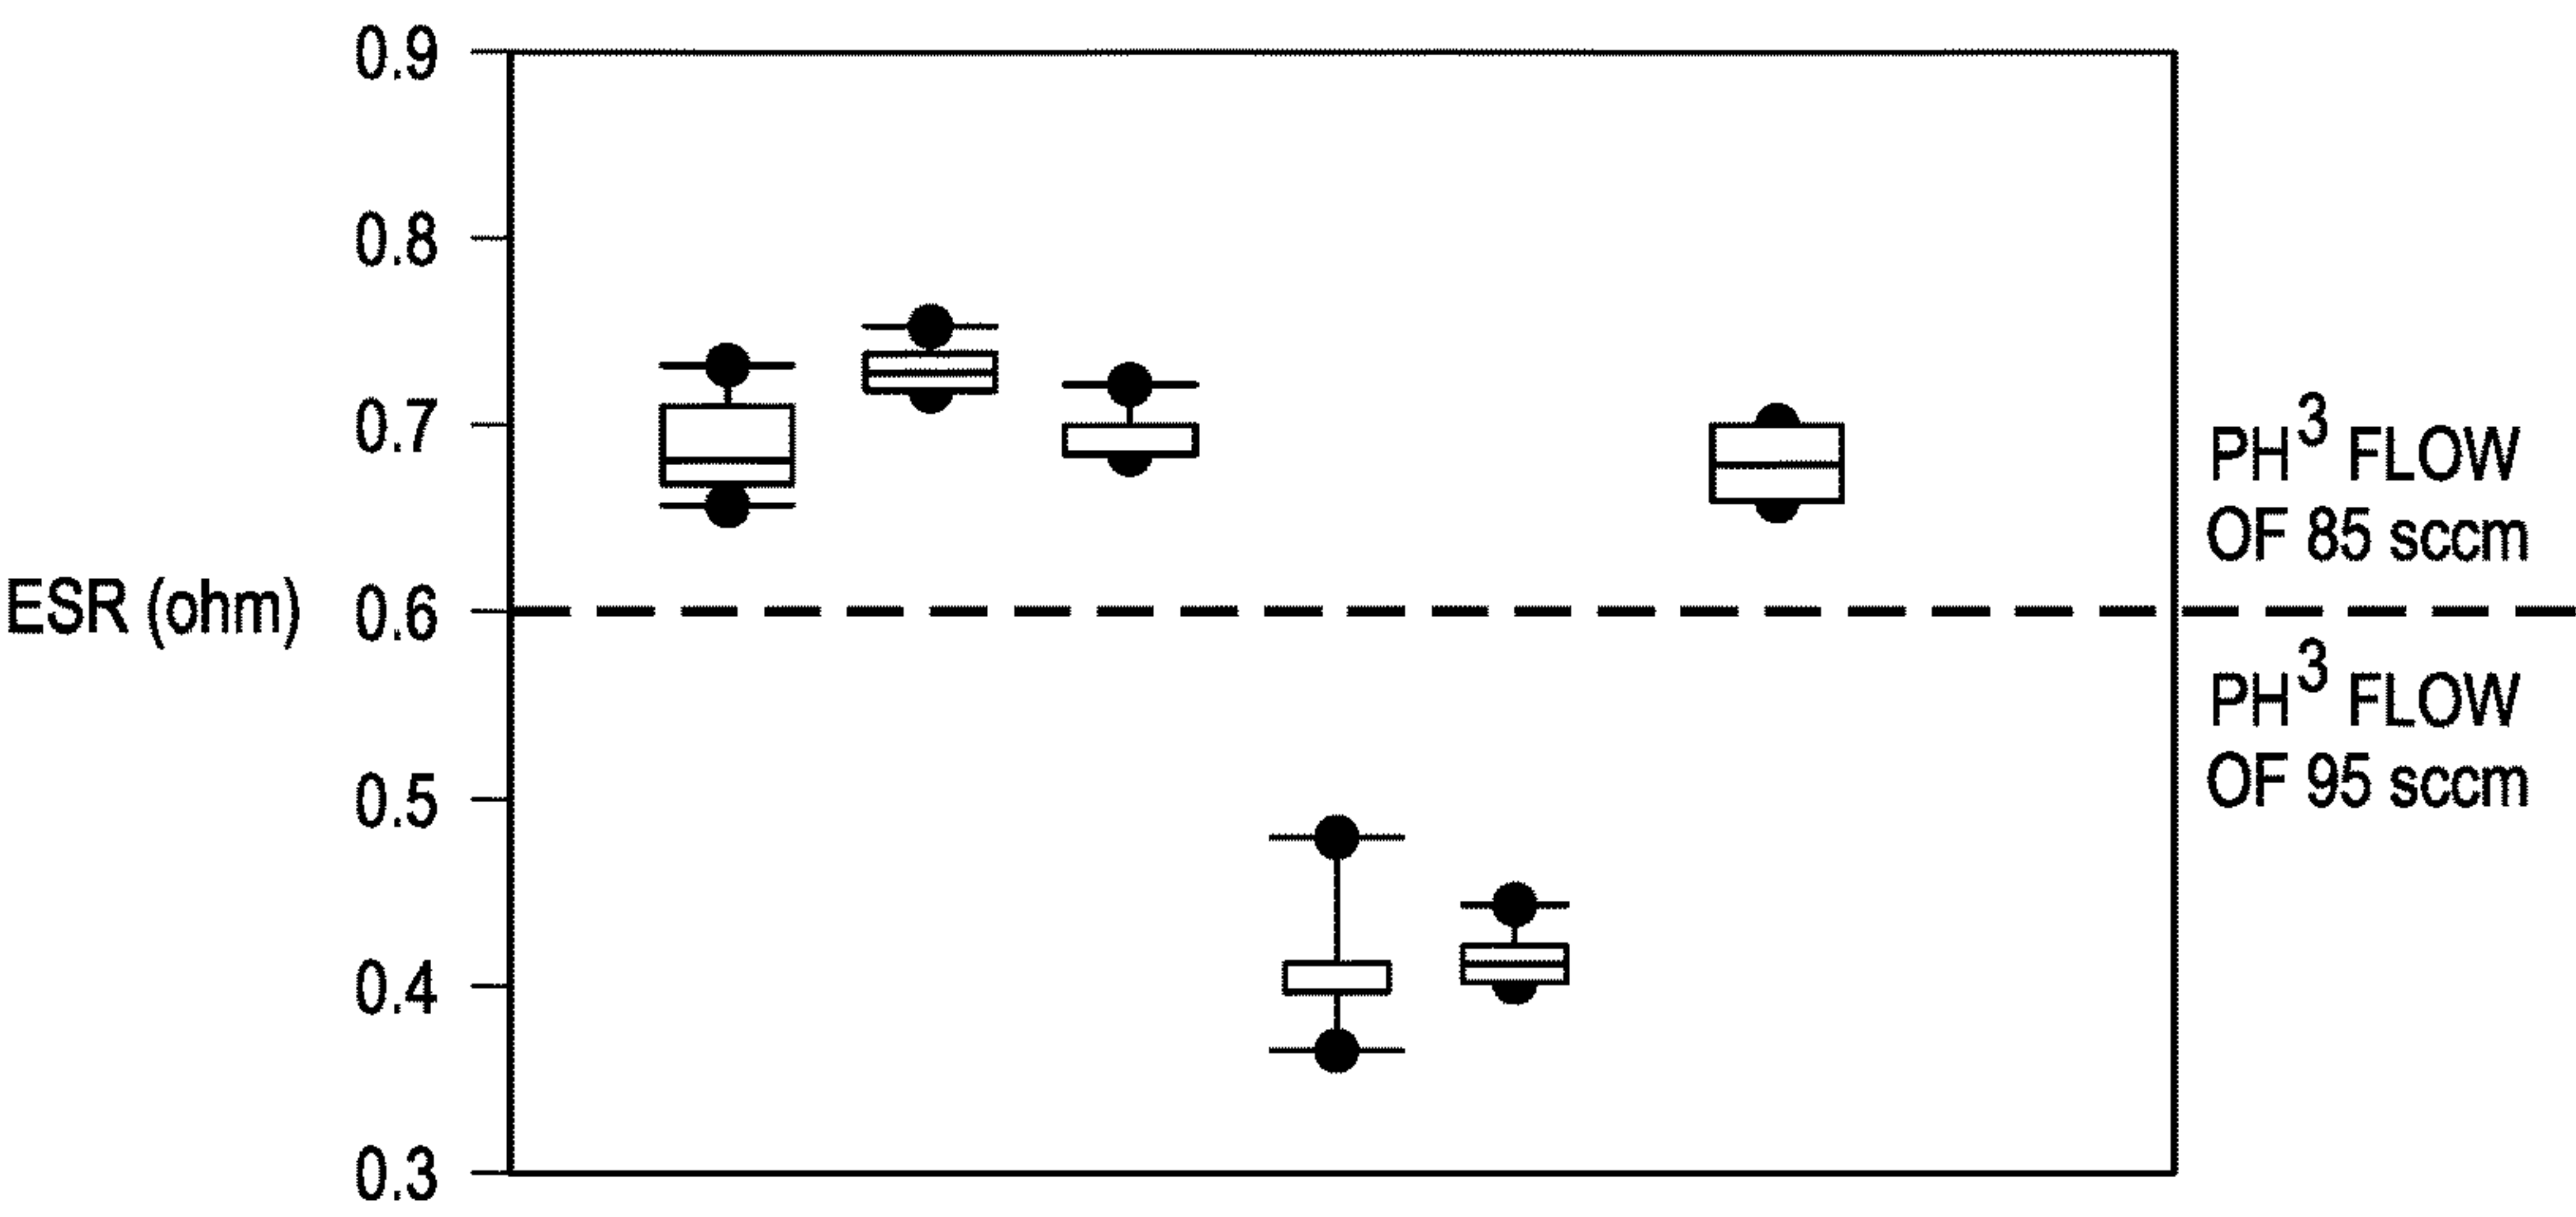 0.9
0.8
0.7
ESR (ohm) 0.6
0.5
0.4
0.3
PH³ FLOW
OF 85 sccm
PH³ FLOW
OF 95 sccm